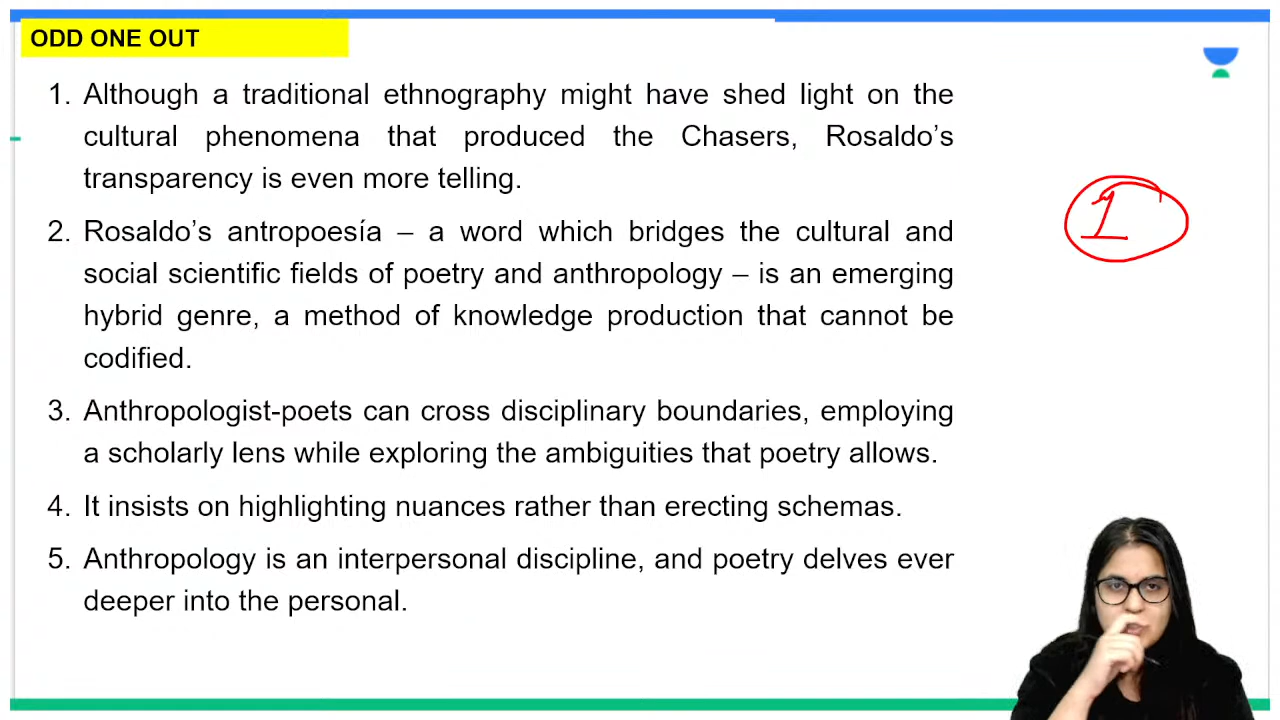 ODD ONE OUT
1. Although a traditional ethnography might have shed light on the
cultural phenomena that produced the Chasers, Rosaldo’s
transparency is even more telling.
2. Rosaldo’s antropoesía – a word which bridges the cultural and
social scientific fields of poetry and anthropology – is an emerging
hybrid genre, a method of knowledge production that cannot be
codified.
3. Anthropologist-poets can cross disciplinary boundaries, employing
a scholarly lens while exploring the ambiguities that poetry allows.
4. It insists on highlighting nuances rather than erecting schemas.
5. Anthropology is an interpersonal discipline, and poetry delves ever
deeper into the personal.
1